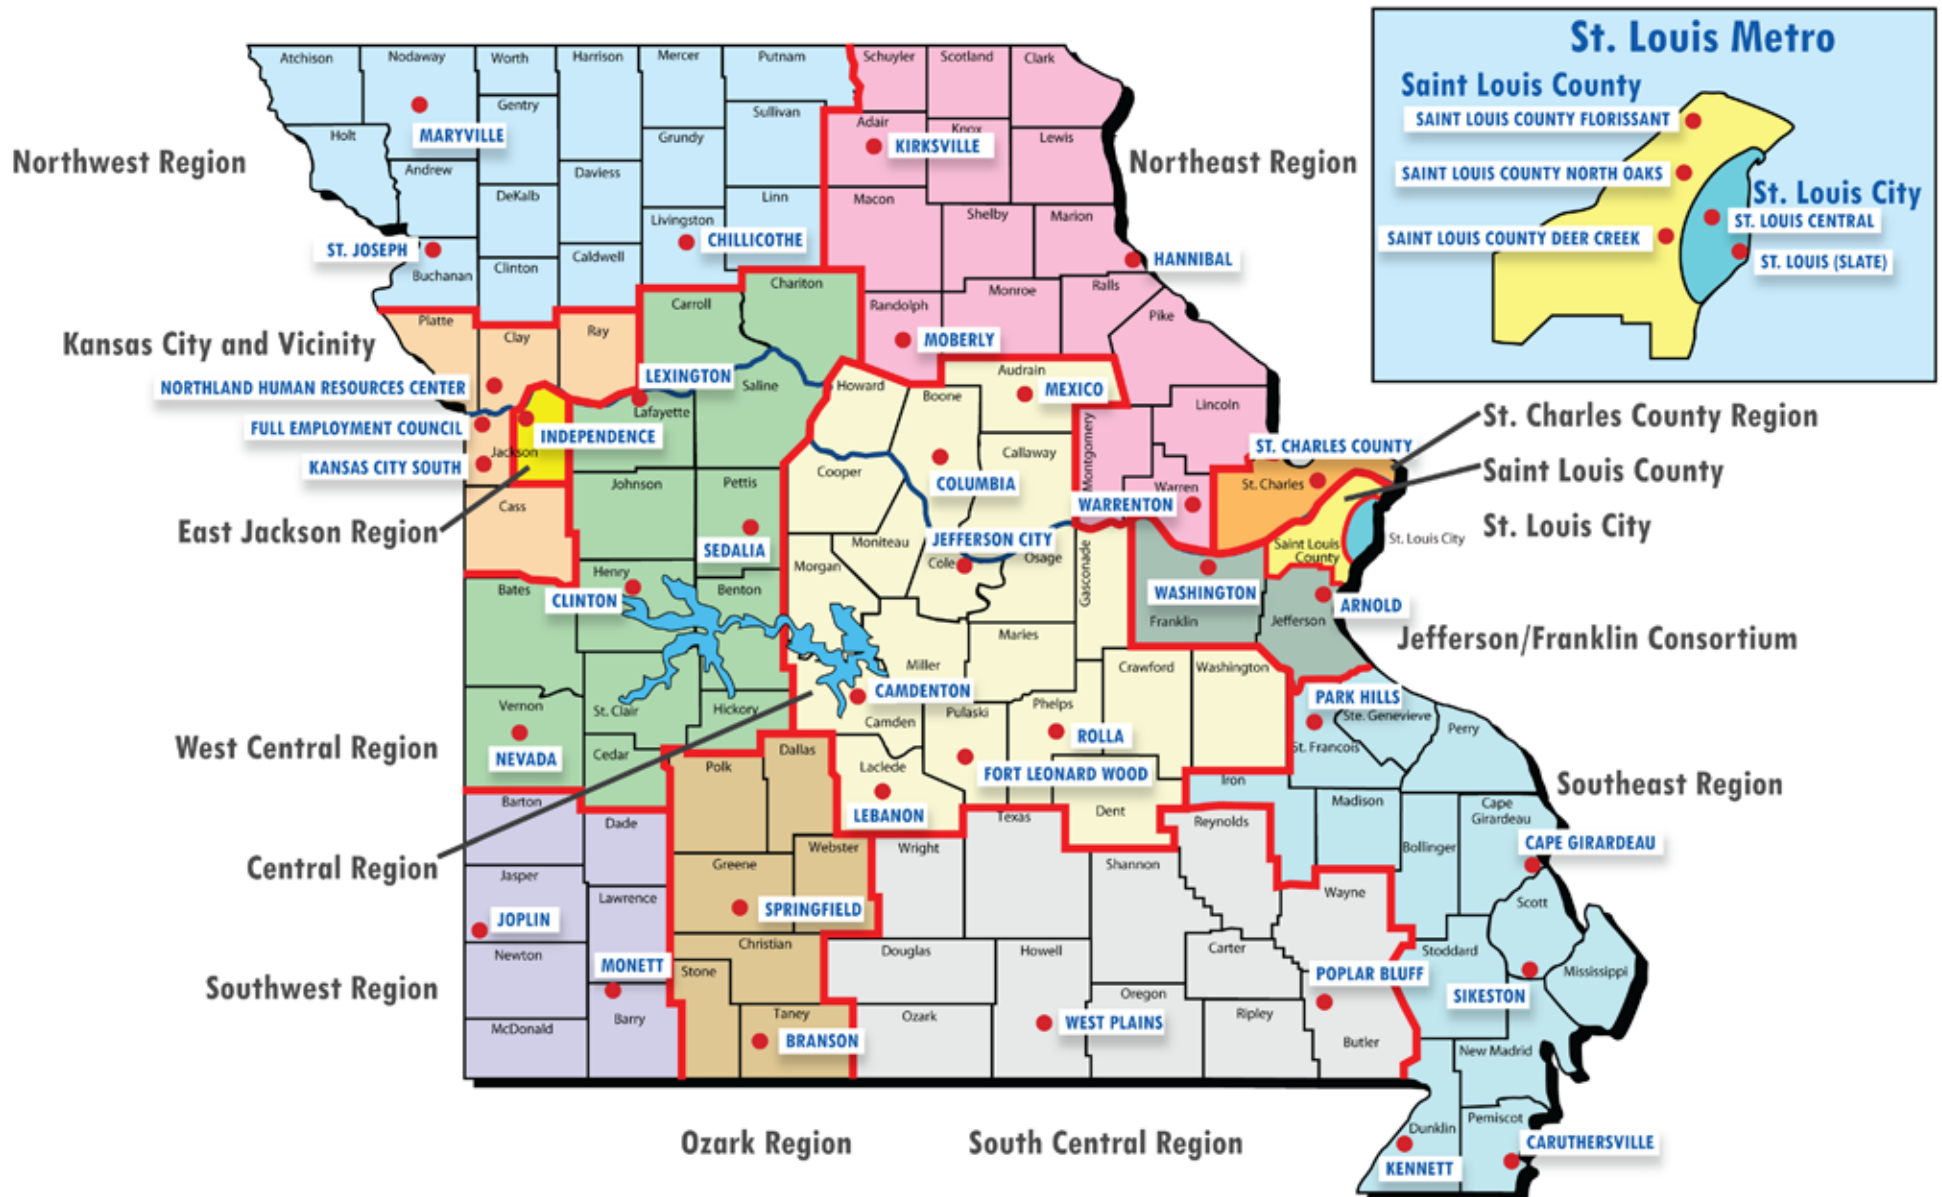 St. Louis Metro
Saint Louis County
SAINT LOUIS COUNTY FLORISSANT
SAINT LOUIS COUNTY NORTH OAKS
St. Louis City
ST. LOUIS CENTRAL
SAINT LOUIS COUNTY DEER CREEK
ST. LOUIS (SLATE)
Atchison
Nodaway
Worth
Harrison
Mercer
Putnam
Schuyler
Scotland
Clark
Gentry
Sullivan
MARYVILLE
Holt
Grundy
Adair
KIRKSVILLE
Knox
Lewis
Northwest Region
Northeast Region
Andrew
DeKalb
Daviess
Linn
Macon
Livingston
Shelby
Marion
ST. JOSEPH
CHILLICOTHE
Buchanan
Clinton
Caldwell
HANNIBAL
Chariton
Carroll
Randolph
Monroe
Ralls
Pike
Platte
Clay
Ray
Kansas City and Vicinity
MOBERLY
NORTHLAND HUMAN RESOURCES CENTER
LEXINGTON
Saline
Howard
Boone
Audrain
MEXICO
Lafayette
Lincoln
FULL EMPLOYMENT COUNCIL
INDEPENDENCE
St. Charles County Region
ST. CHARLES COUNTY
KANSAS CITY SOUTH
Jackson
Cooper
Callaway
Montgomery
Saint Louis County
Johnson
Pettis
COLUMBIA
Warren
St. Charles
WARRENTON
Cass
East Jackson Region
St. Louis City
St. Louis City
SEDALIA
Moniteau
JEFFERSON CITY
Saint Louis
County
Henry
Morgan
Cole
Osage
Gasconade
Bates
Benton
CLINTON
WASHINGTON
ARNOLD
Franklin
Jefferson
Jefferson/Franklin Consortium
Maries
Miller
Crawford
Washington
CAMDENTON
PARK HILLS
Vernon
St. Clair
Hickory
Camden
Pulaski
Phelps
Ste. Genevieve
Perry
West Central Region
NEVADA
Cedar
Dallas
ROLLA
St. Francois
Polk
Laclede
FORT LEONARD WOOD
Iron
Southeast Region
Barton
LEBANON
Texas
Dent
Madison
Cape
Girardeau
Dade
Reynolds
Central Region
Wright
Webster
Greene
Shannon
Bollinger
CAPE GIRARDEAU
Jasper
Lawrence
Wayne
Scott
JOPLIN
SPRINGFIELD
Christian
Newton
MONETT
Stone
Douglas
Howell
Carter
Stoddard
Mississippi
POPLAR BLUFF
Southwest Region
Oregon
SIKESTON
McDonald
Barry
Taney
Ozark
WEST PLAINS
Ripley
BRANSON
Butler
New Madrid
Ozark Region
South Central Region
Dunklin
Pemiscot
KENNETT
CARUTHERSVILLE